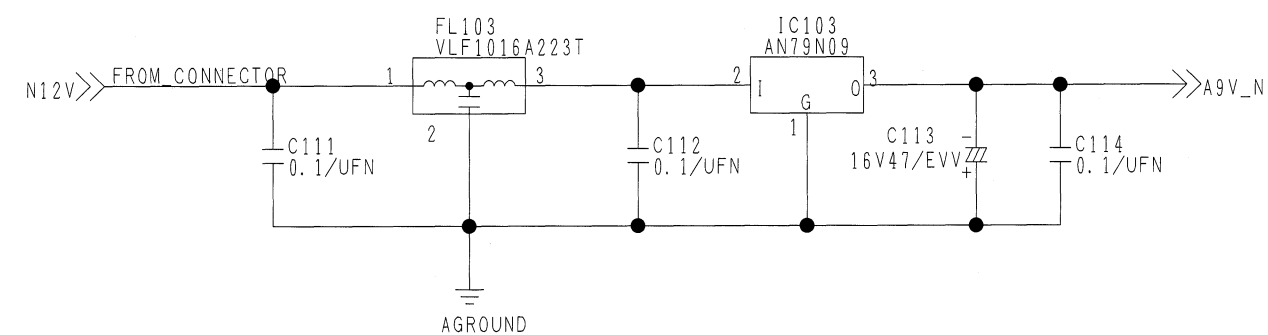 FL103
VLF1016A223T
IC103
AN79N09
N12V
FROM_CONNECTOR
1
3
2
I
O
3
A9V_N
2
G
1
C111
0.1/UFN
C112
0.1/UFN
C113
16V47/EVV
-
+
C114
0.1/UFN
AGROUND